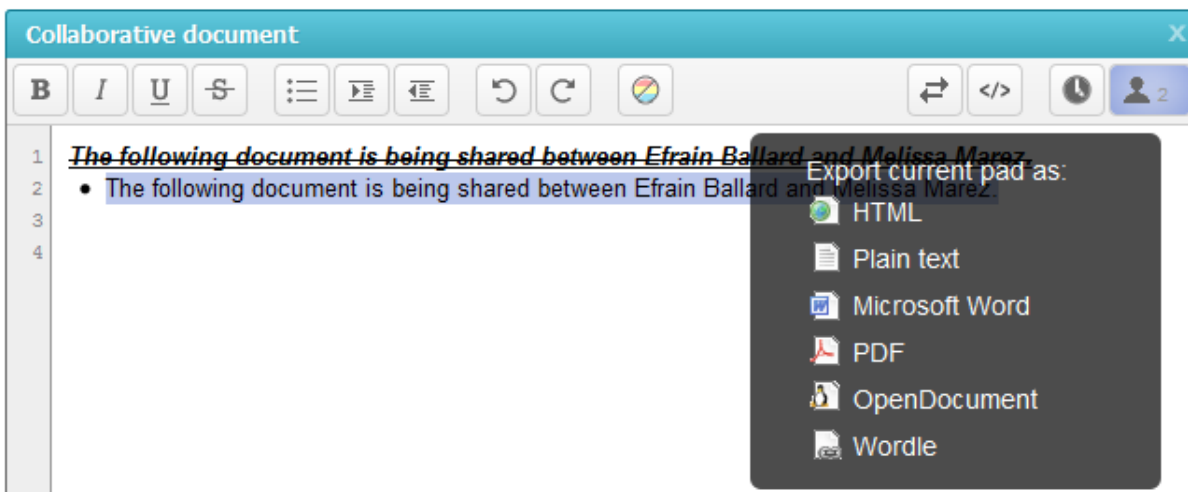 Collaborative document X
B I U S </> 2
1 The following document is being shared between Efrain Ballard and Melissa Marez.
2 • The following document is being shared between Efrain Ballard and Melissa Marez.
3
4
Export current pad as:
HTML
Plain text
Microsoft Word
PDF
OpenDocument
Wordle